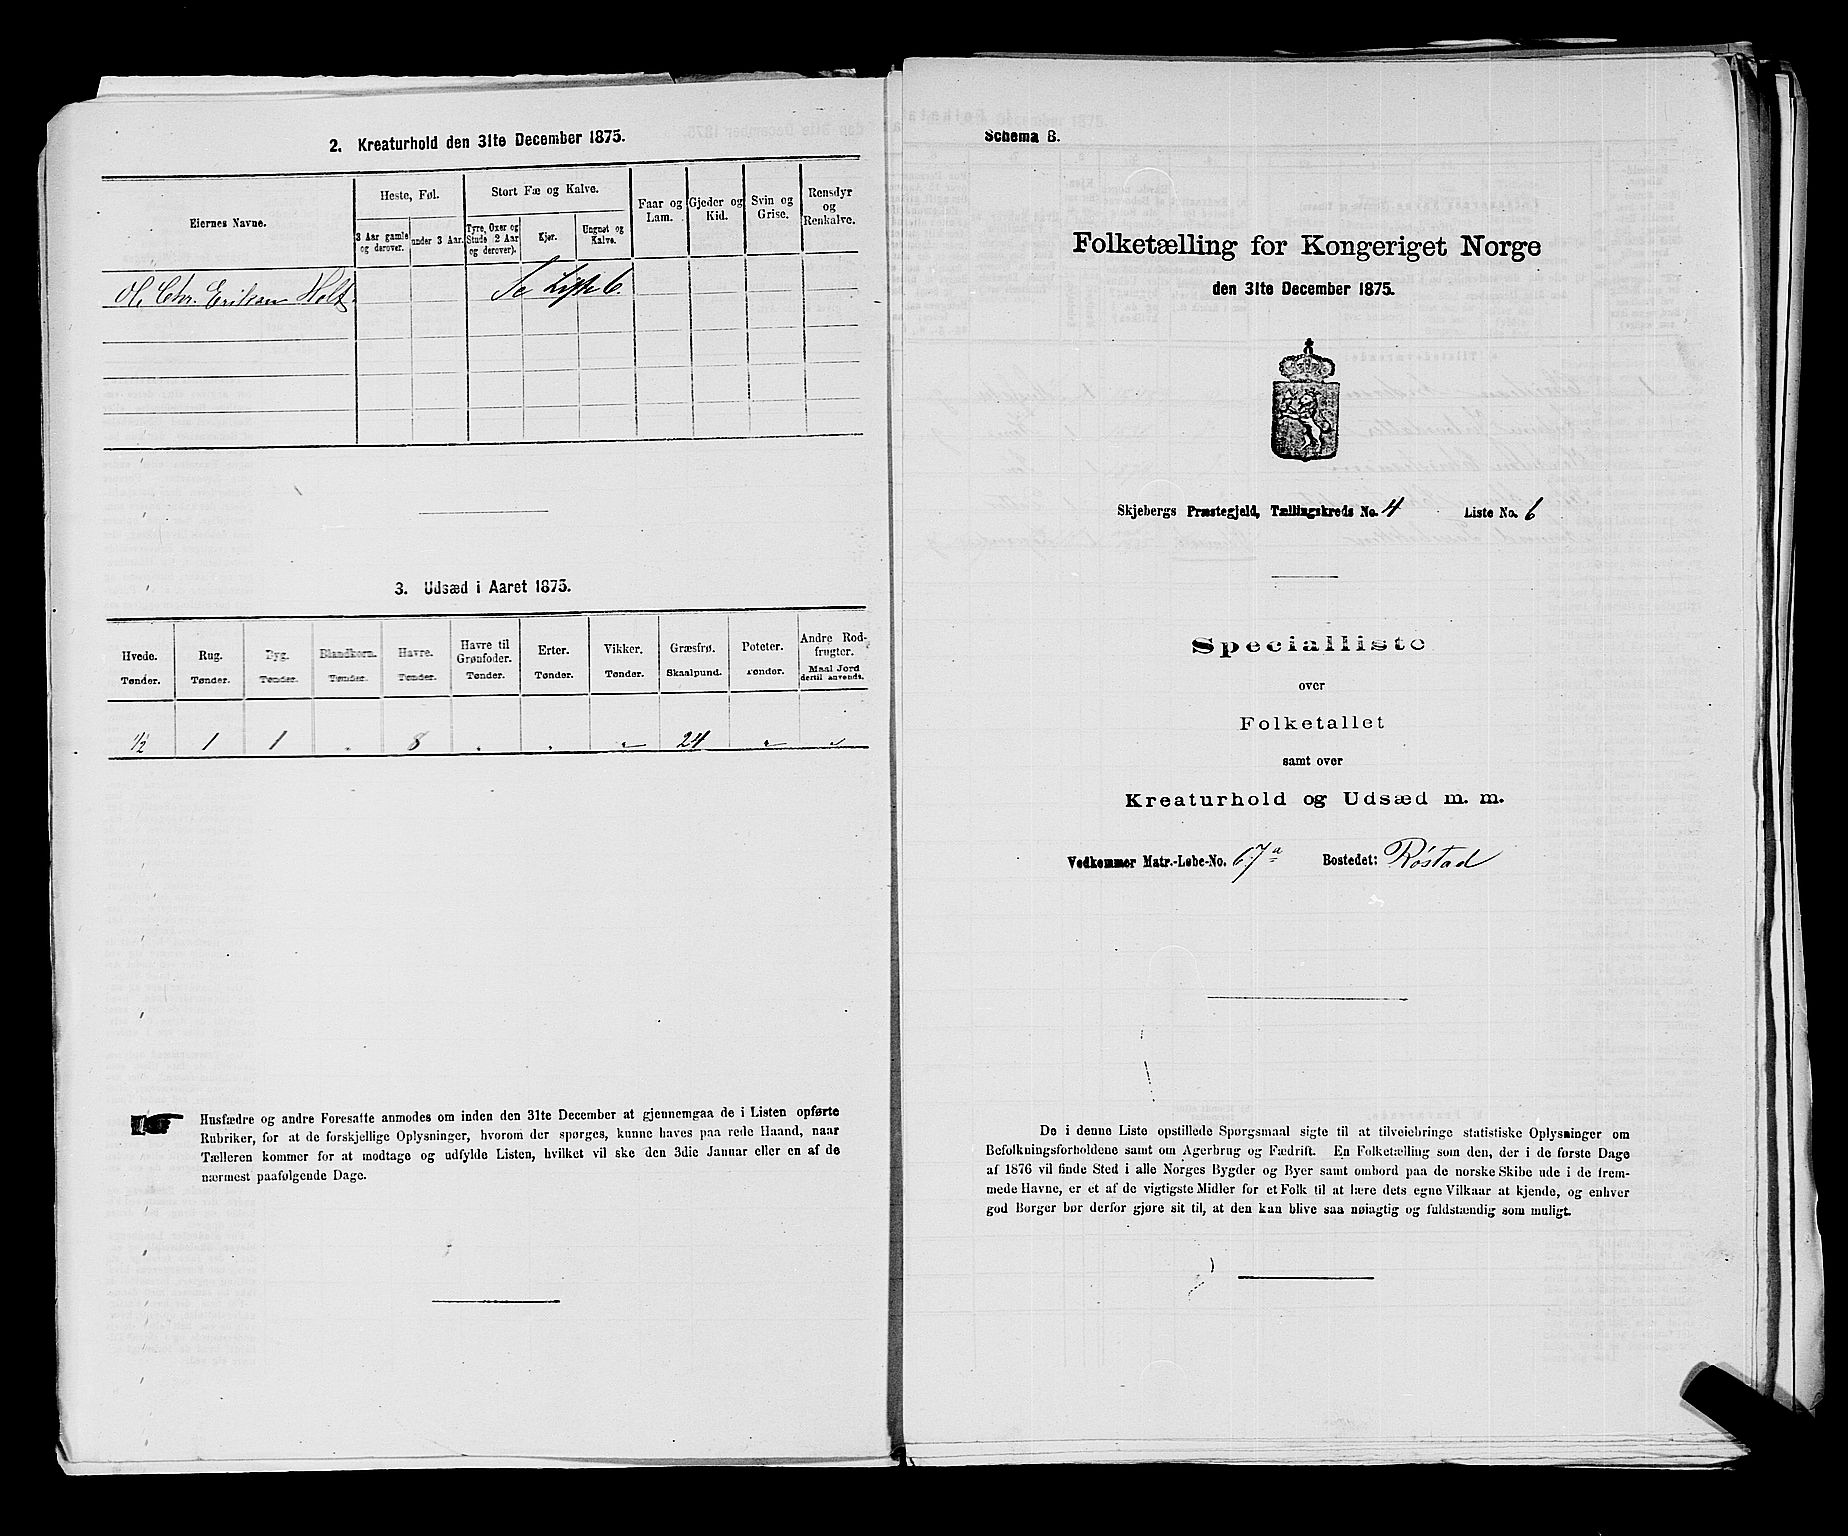 2. Kreaturhold den 31te December 1875.
Eiernes Navne.
Heste, Føl.
3 Aar gamle og derover.
under 3 Aar.
Stort Fæ og Kalve.
Tyre, Oxer og Stude 2 Aar og derover).
Kjør.
Ungnøt og Kalve.
Faar og Lam.
Gjeder og Kid.
Svin og Grise.
Rensdyr og Renkalve.
Chr. Eriksen Holt. Se Liste 6.
3. Udsæd i Aaret 1875.
Hvede. Rug. Byg. Blandkorn. Havre. Havre til Grønfoder. Erter. Vikker. Græsfrø. Poteter. Andre Rodfrugter.
Tønder. Tønder. Tønder. Tønder. Tønder. Tønder. Tønder. Tønder. Skaalpund. Tønder. Maal Jord dertil anvendt.
1/2 1 1 . 8 . . „ 24 „ „
Husfædre og andre Foresatte anmodes om inden den 31te December at gjennemgaa de i Listen opførte
Rubriker, for at de forskjellige Oplysninger, hvorom der spørges, kunne haves paa rede Haand, naar
Tælleren kommer for at modtage og udfylde Listen, hvilket vil ske den 3die Januar eller en af de
nærmest paafølgende Dage.
Schema B.
Folketælling for Kongeriget Norge
den 31te December 1875.
Skjebergs Præstegjeld, Tællingskreds No. 4 Liste No. 6
Specialliste
over
Folketallet
samt over
Kreaturhold og Udsæd m. m.
Vedkommer Matr.-Løbe-No. 67a Bostedet: Röstad
De i denne Liste opstillede Spørgsmaal sigte til at tilveiebringe statistiske Oplysninger om
Befolkningsforholdene samt om Agerbrug og Fædrift. En Folketælling som den, der i de første Dage
af 1876 vil finde Sted i alle Norges Bygder og Byer samt ombord paa de norske Skibe ude i de frem-
mede Havne, er et af de vigtigste Midler for et Folk til at lære dets egne Vilkaar at kjende, og enhver
god Borger bør derfor gjøre sit til, at den kan blive saa nøiagtig og fuldstændig som muligt.